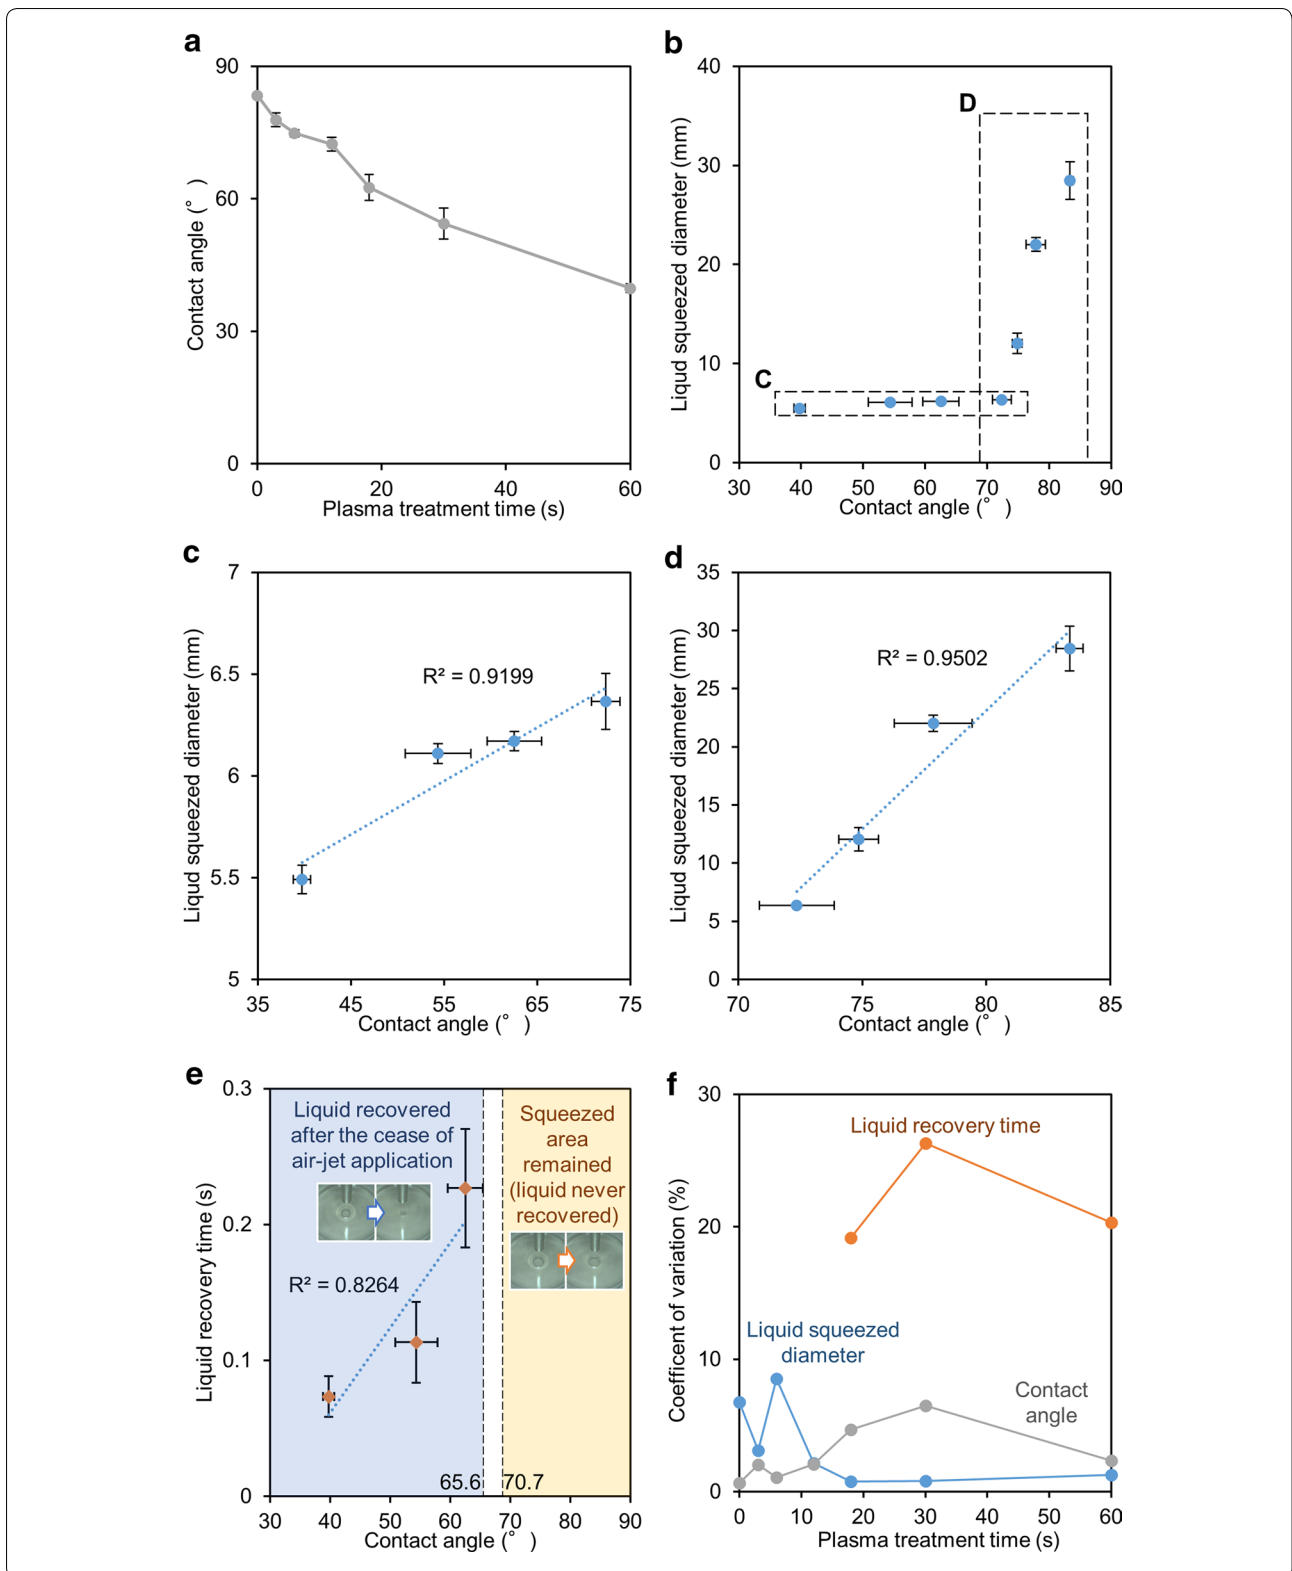 a
90
60
30
0
Contact angle (° )
0
20
40
60
Plasma treatment time (s)
b
40
30
20
10
0
Liqud squeezed diameter (mm)
D
C
30
40
50
60
70
80
90
Contact angle (° )
c
7
6.5
6
5.5
5
Liqud squeezed diameter (mm)
R² = 0.9199
35
45
55
65
75
Contact angle (° )
d
35
30
25
20
15
10
5
0
Liqud squeezed diameter (mm)
R² = 0.9502
70
75
80
85
Contact angle (° )
e
0.3
0.2
0.1
0
Liquid recovery time (s)
Liquid recovered
after the cease of
air-jet application
Squeezed
area
remained
(liquid never
recovered)
R² = 0.8264
65.6
70.7
30
40
50
60
70
80
90
Contact angle (° )
f
30
20
10
0
Coefficent of variation (%)
Liquid recovery time
Liquid squeezed
diameter
Contact
angle
0
10
20
30
40
50
60
Plasma treatment time (s)